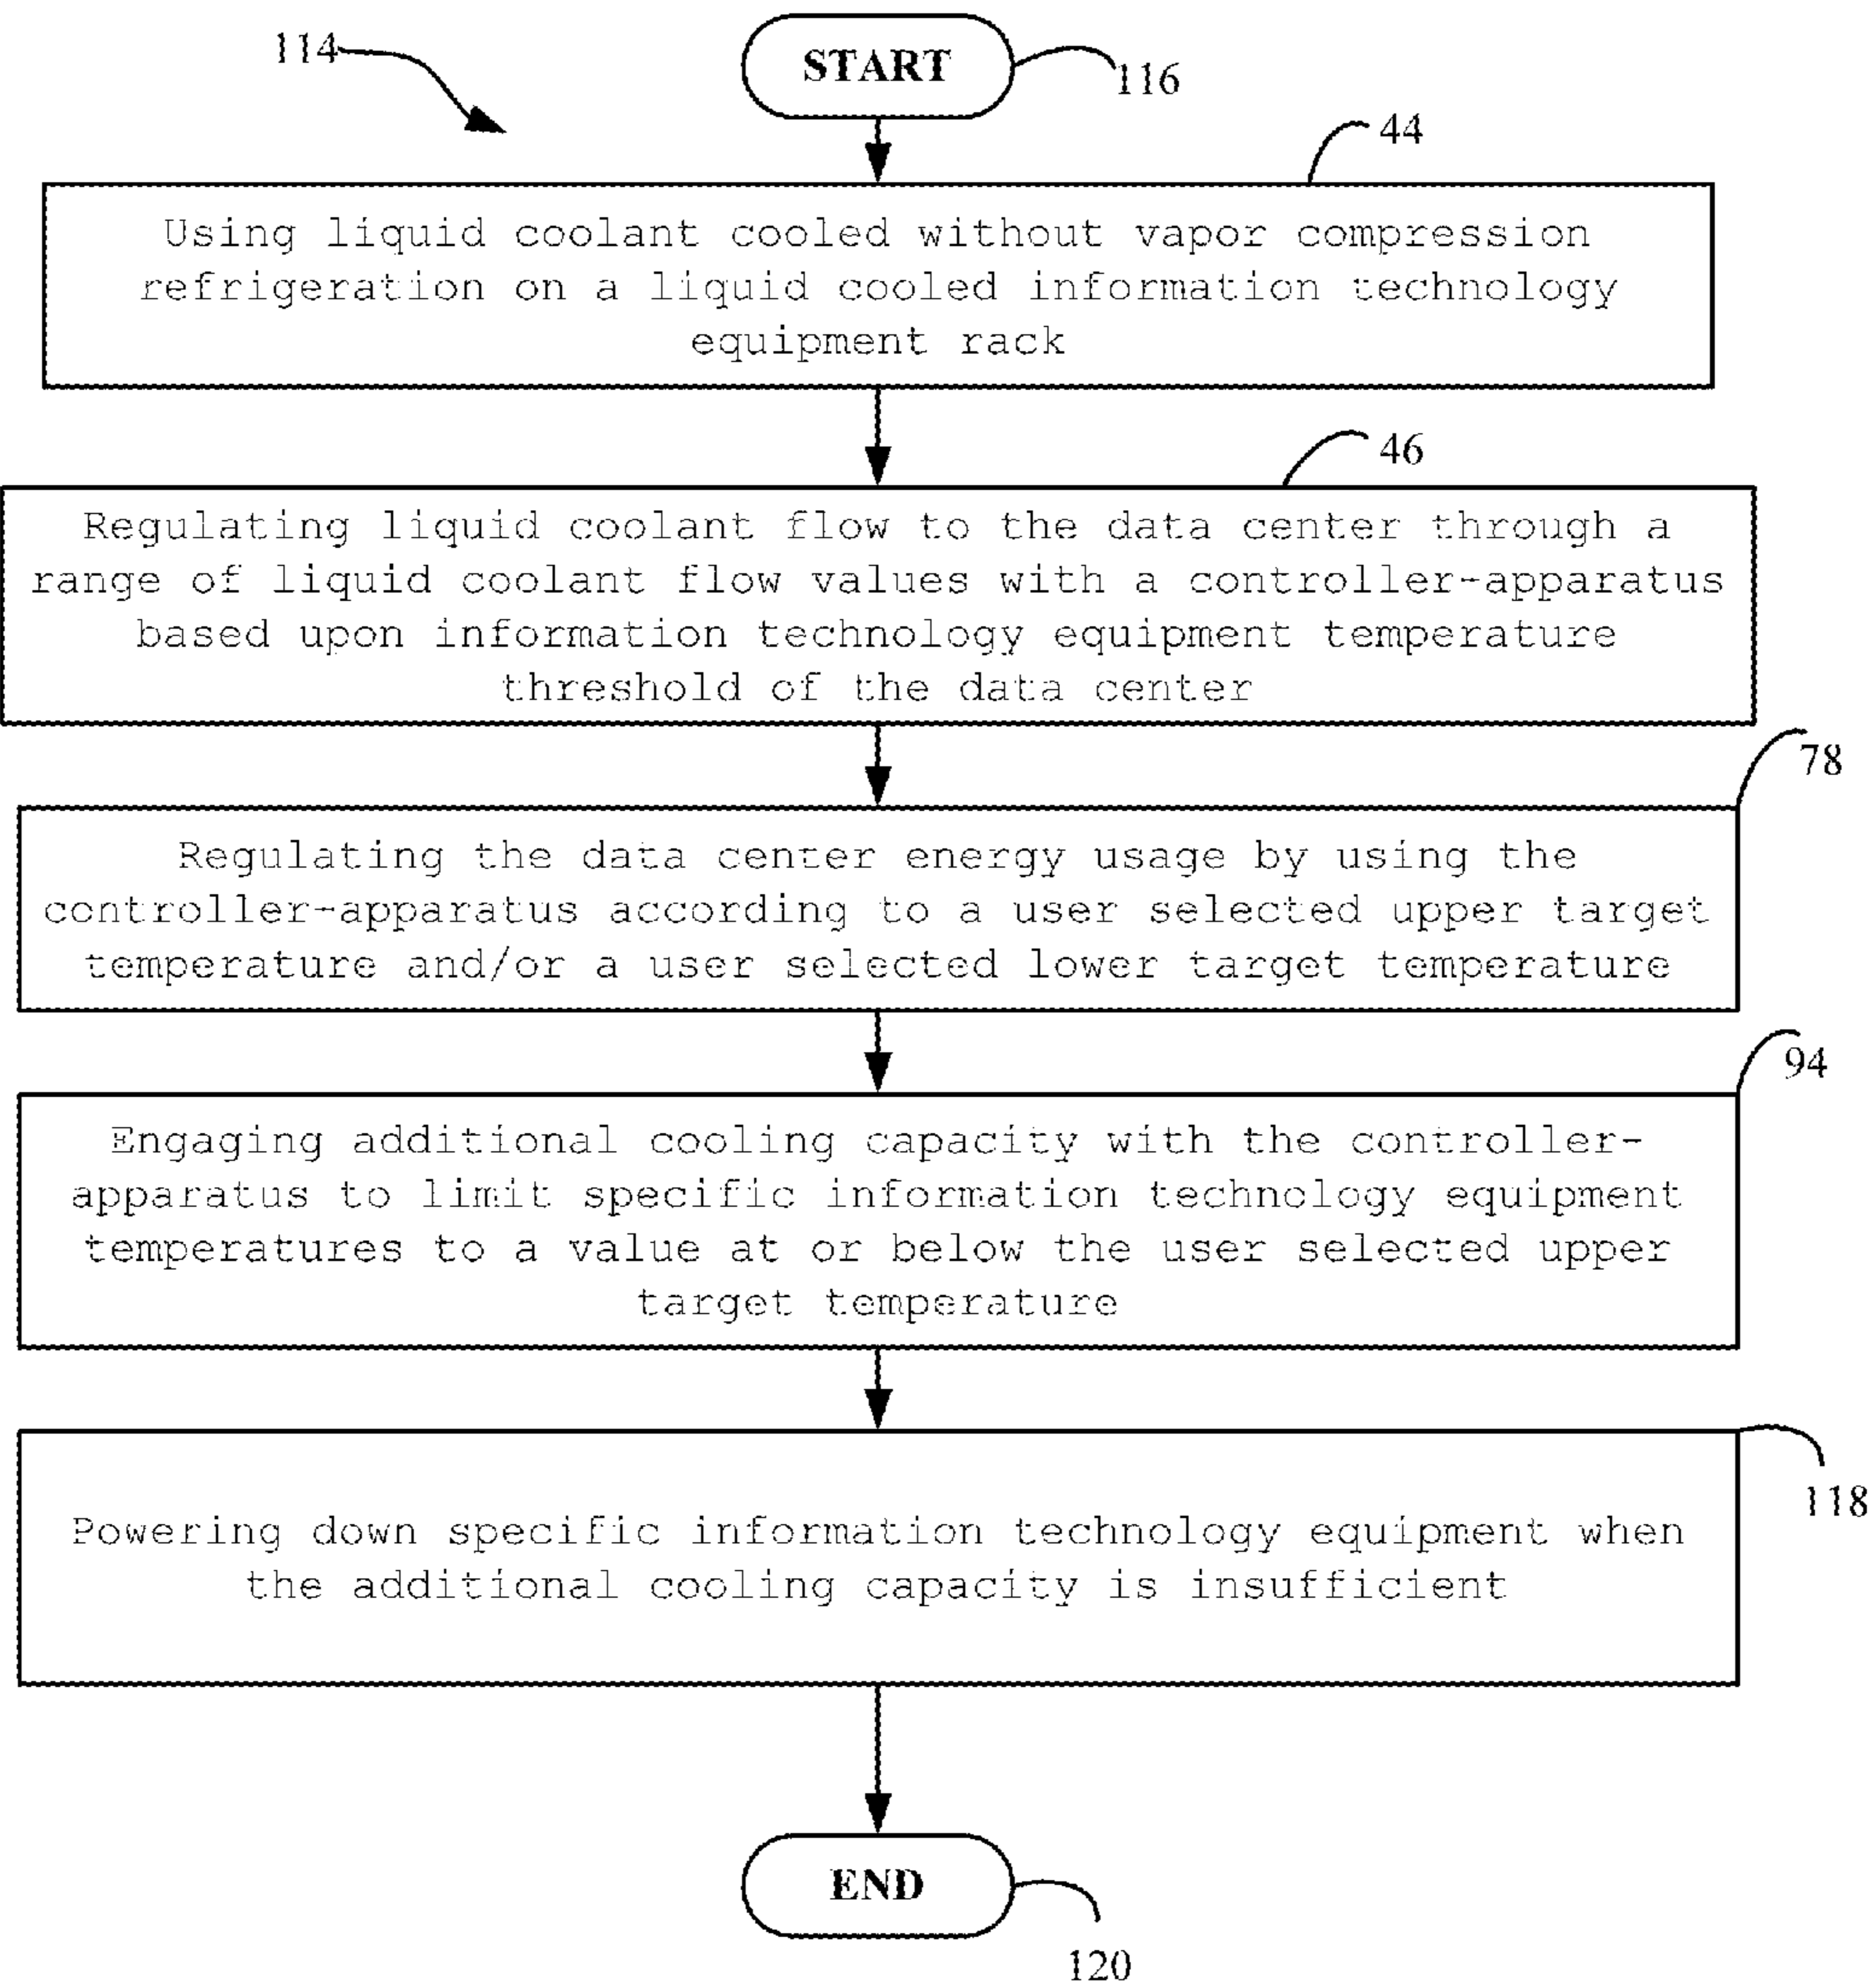 114
START
116
44
Using liquid coolant cooled without vapor compression
refrigeration on a liquid cooled information technology
equipment rack
46
Regulating liquid coolant flow to the data center through a
range of liquid coolant flow values with a controller-apparatus
based upon information technology equipment temperature
threshold of the data center
78
Regulating the data center energy usage by using the
controller-apparatus according to a user selected upper target
temperature and/or a user selected lower target temperature
94
Engaging additional cooling capacity with the controller-
apparatus to limit specific information technology equipment
temperatures to a value at or below the user selected upper
target temperature
118
Powering down specific information technology equipment when
the additional cooling capacity is insufficient
END
120